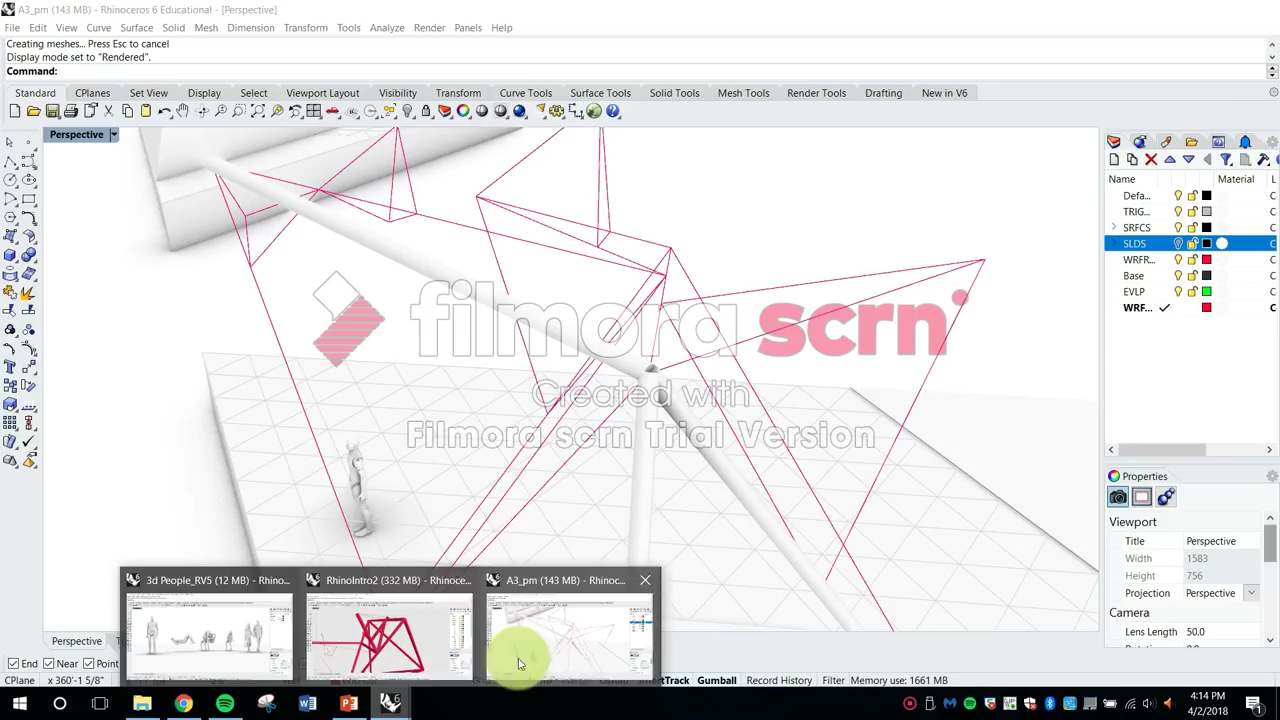 A3_pm (143 MB) - Rhinoceros 6 Educational - [Perspective]
File Edit View Curve Surface Solid Mesh Dimension Transform Tools Analyze Render Panels Help
Creating meshes... Press Esc to cancel
Display mode set to "Rendered".
Command:
Standard CPlanes Set View Display Select Viewport Layout Visibility Transform Curve Tools Surface Tools Solid Tools Mesh Tools Render Tools Drafting New in V6
Perspective
Name Material L
Defa... C
TRIG... C
SRFCS C
SLDS C
WRFR... C
Base C
EVLP C
WRF... C
filmora scrn
Created with
Filmora scrn Trial Version
Properties
Viewport
Title Perspective
Width 1583
Height 756
Projection Perspective
Camera
Lens Length 50.0
3d People_RV5 (12 MB) - Rhino...
RhinoIntro2 (332 MB) - Rhinoce...
A3_pm (143 MB) - Rhinoc...
Perspective
End Near Point
CPlane x 360'-1 5/8" SmartTrack Gumball Record History Filter Memory use: 1661 MB
4:14 PM
4/2/2018